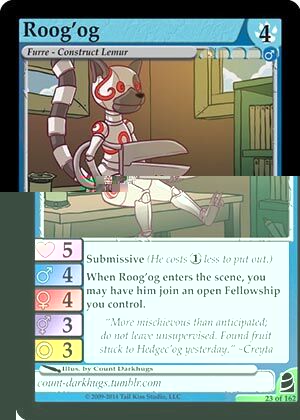 Roog'og
4
Furre - Construct Lemur
5
Submissive (He costs 1 less to put out.)
4
When Roog'og enters the scene, you
4
may have him join an open Fellowship
you control.
3
"More mischievous than anticipated;
do not leave unsupervised. Found fruit
3
stuck to Hedgee'og yesterday." ~Creyta
Illus. by Count Darkhugs
count-darkhugs.tumblr.com
© 2009-2014 Tail Kiss Studio, LLC
23 of 162